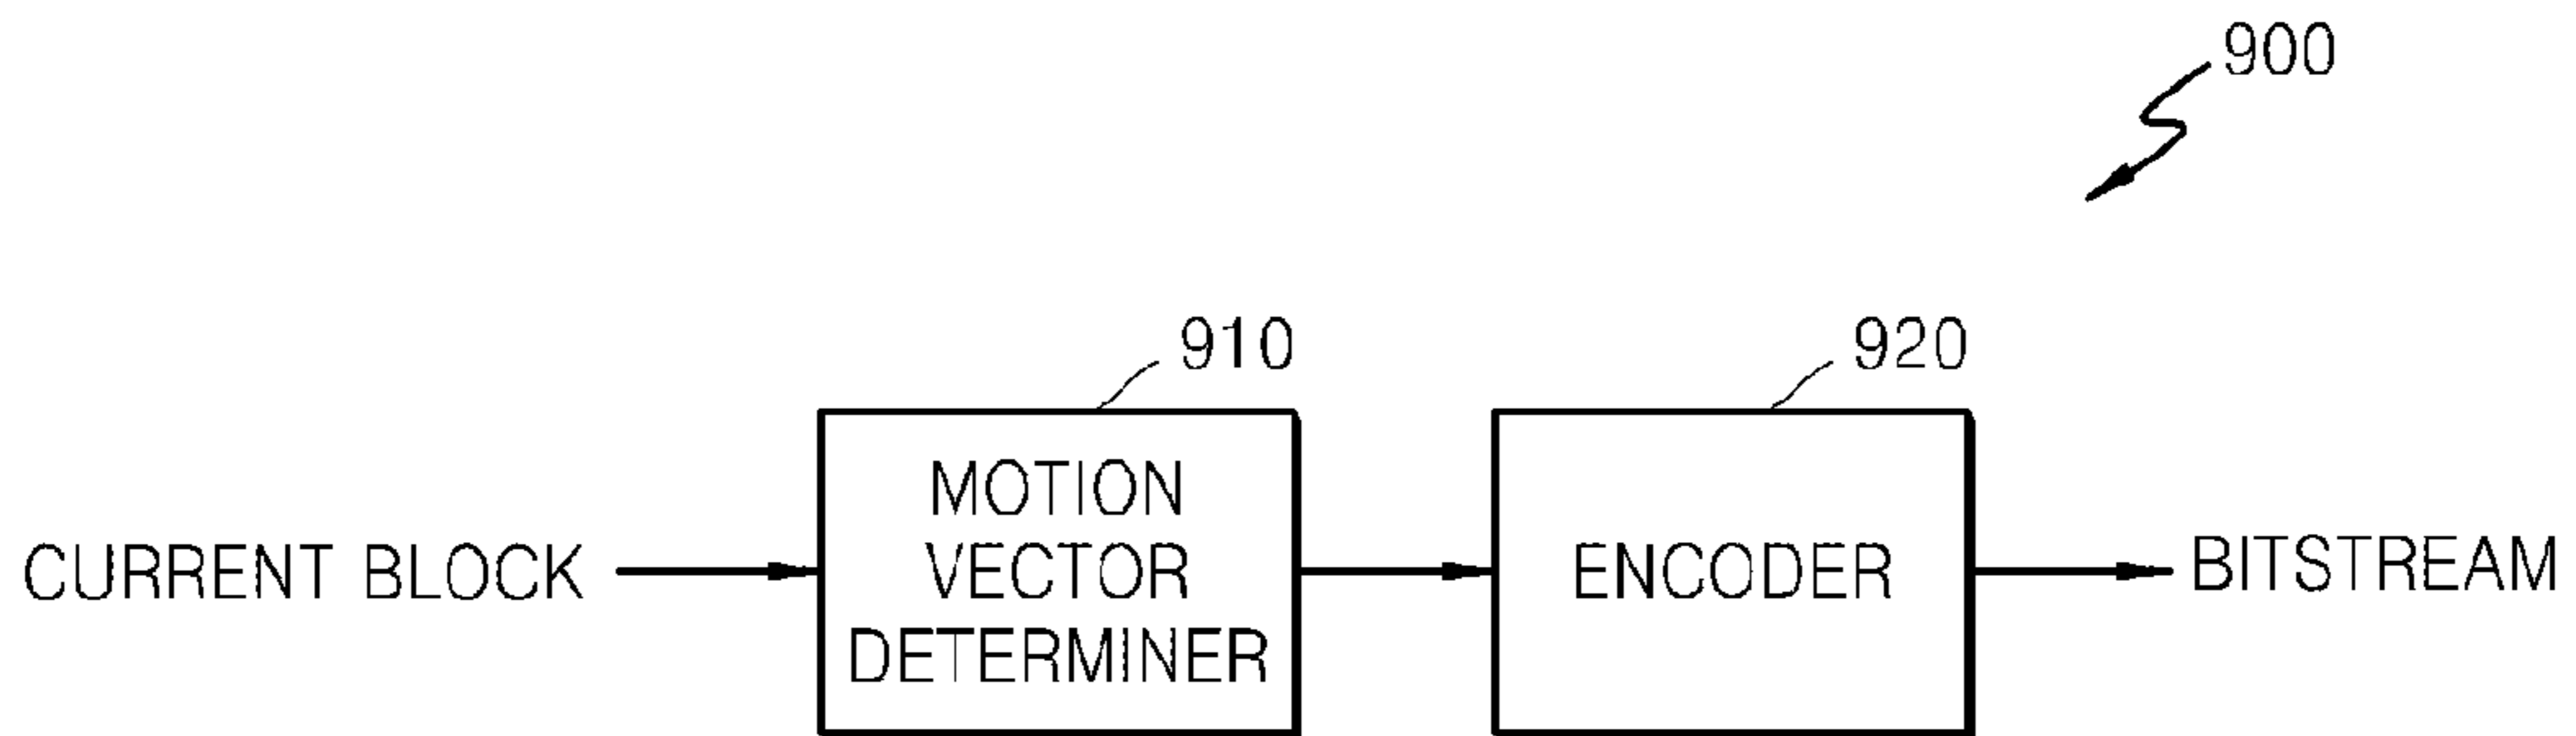 900
910
920
MOTION
VECTOR
DETERMINER
CURRENT BLOCK
ENCODER
BITSTREAM